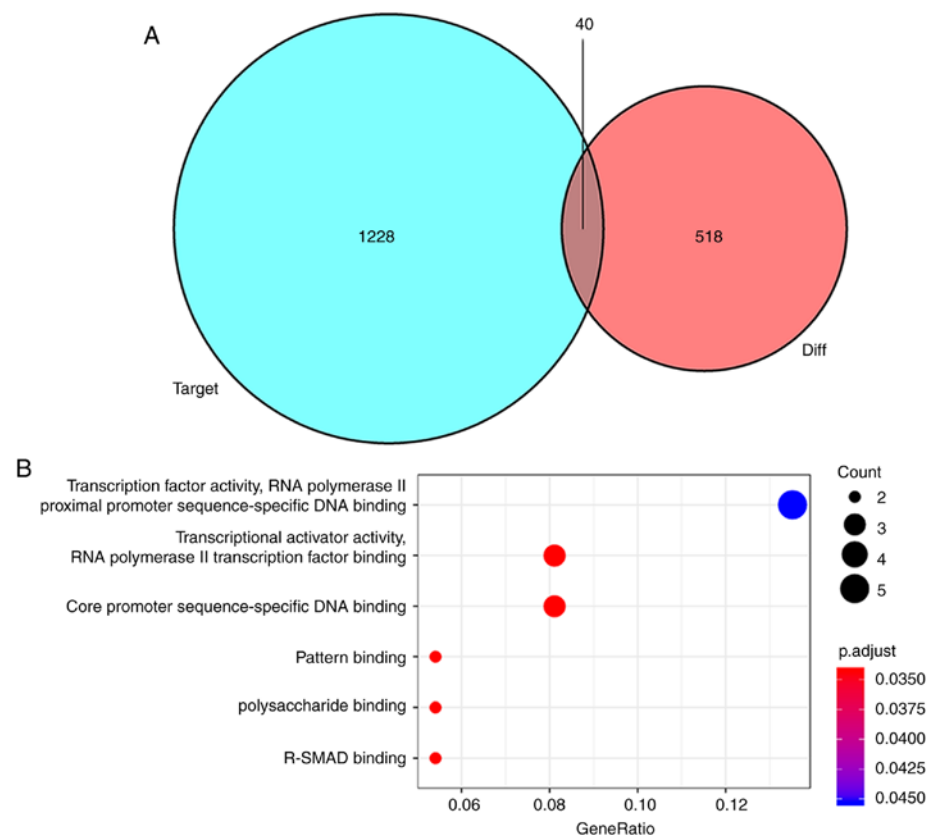 A
40
1228
518
Target
Diff
B
Transcription factor activity, RNA polymerase II
proximal promoter sequence-specific DNA binding
Transcriptional activator activity,
RNA polymerase II transcription factor binding
Core promoter sequence-specific DNA binding
Pattern binding
polysaccharide binding
R-SMAD binding
0.06 0.08 0.10 0.12
GeneRatio
Count
2
3
4
5
p.adjust
0.0350
0.0375
0.0400
0.0425
0.0450